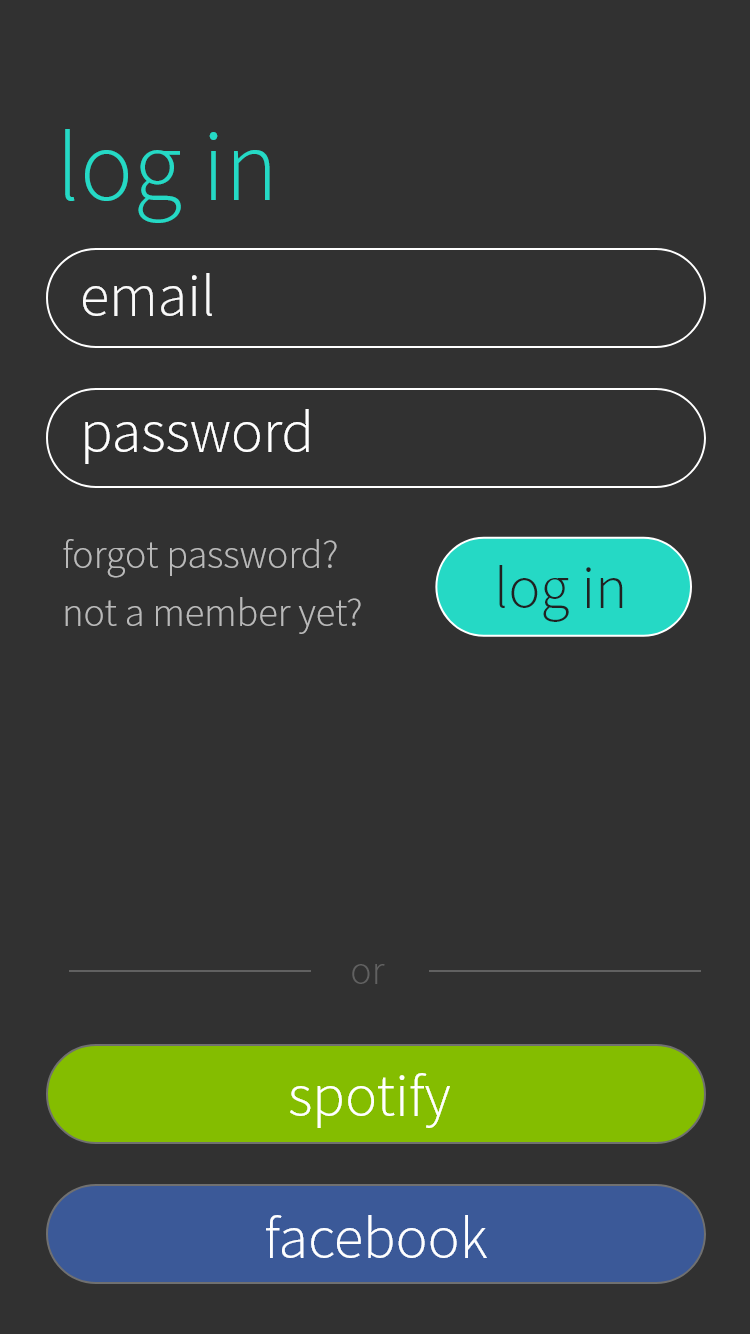 log in
email
password
forgot password?
not a member yet?
log in
or
spotify
facebook